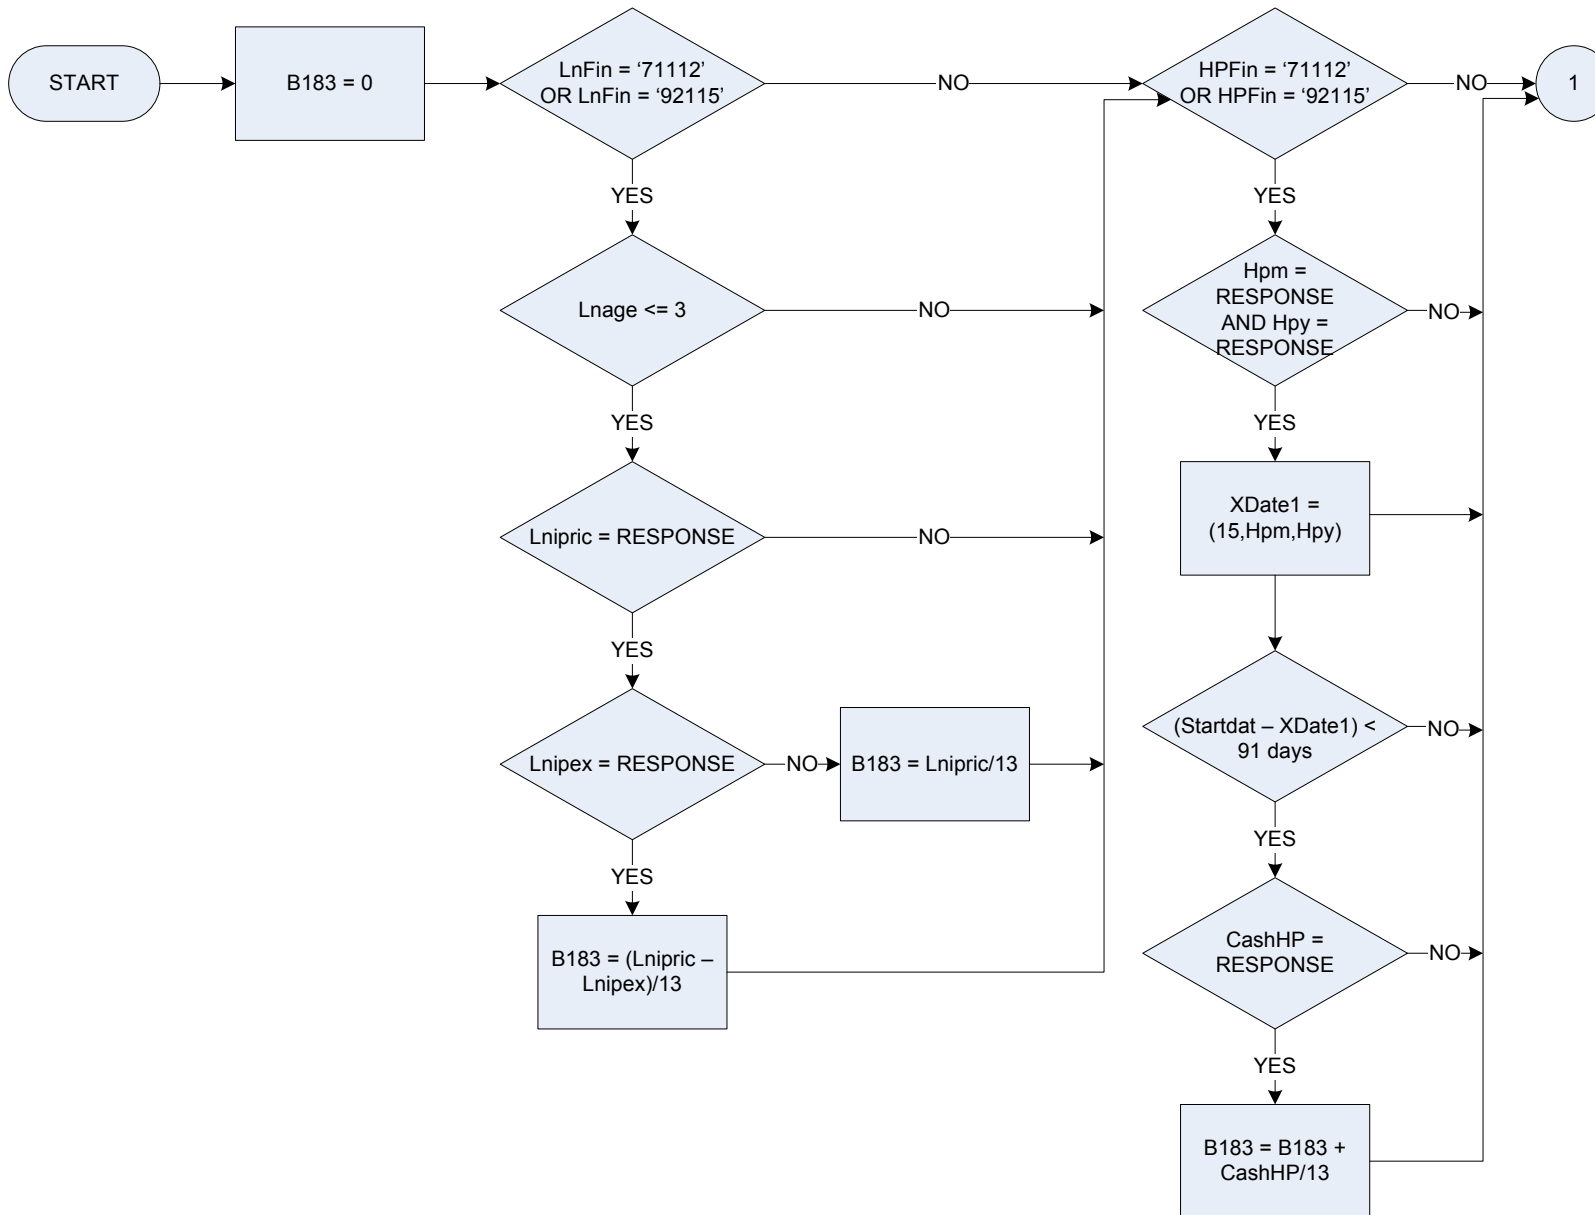 START
B183 = 0
LnFin = ‘71112’
OR LnFin = ‘92115’
NO
HPFin = ‘71112’
OR HPFin = ‘92115’
NO
1
YES
YES
Lnage <= 3
NO
Hpm =
RESPONSE
AND Hpy =
RESPONSE
NO
YES
YES
Lnipric = RESPONSE
NO
XDate1 =
(15,Hpm,Hpy)
YES
Lnipex = RESPONSE
NO
B183 = Lnipric/13
(Startdat – XDate1) <
91 days
NO
YES
YES
B183 = (Lnipric –
Lnipex)/13
CashHP =
RESPONSE
NO
YES
B183 = B183 +
CashHP/13